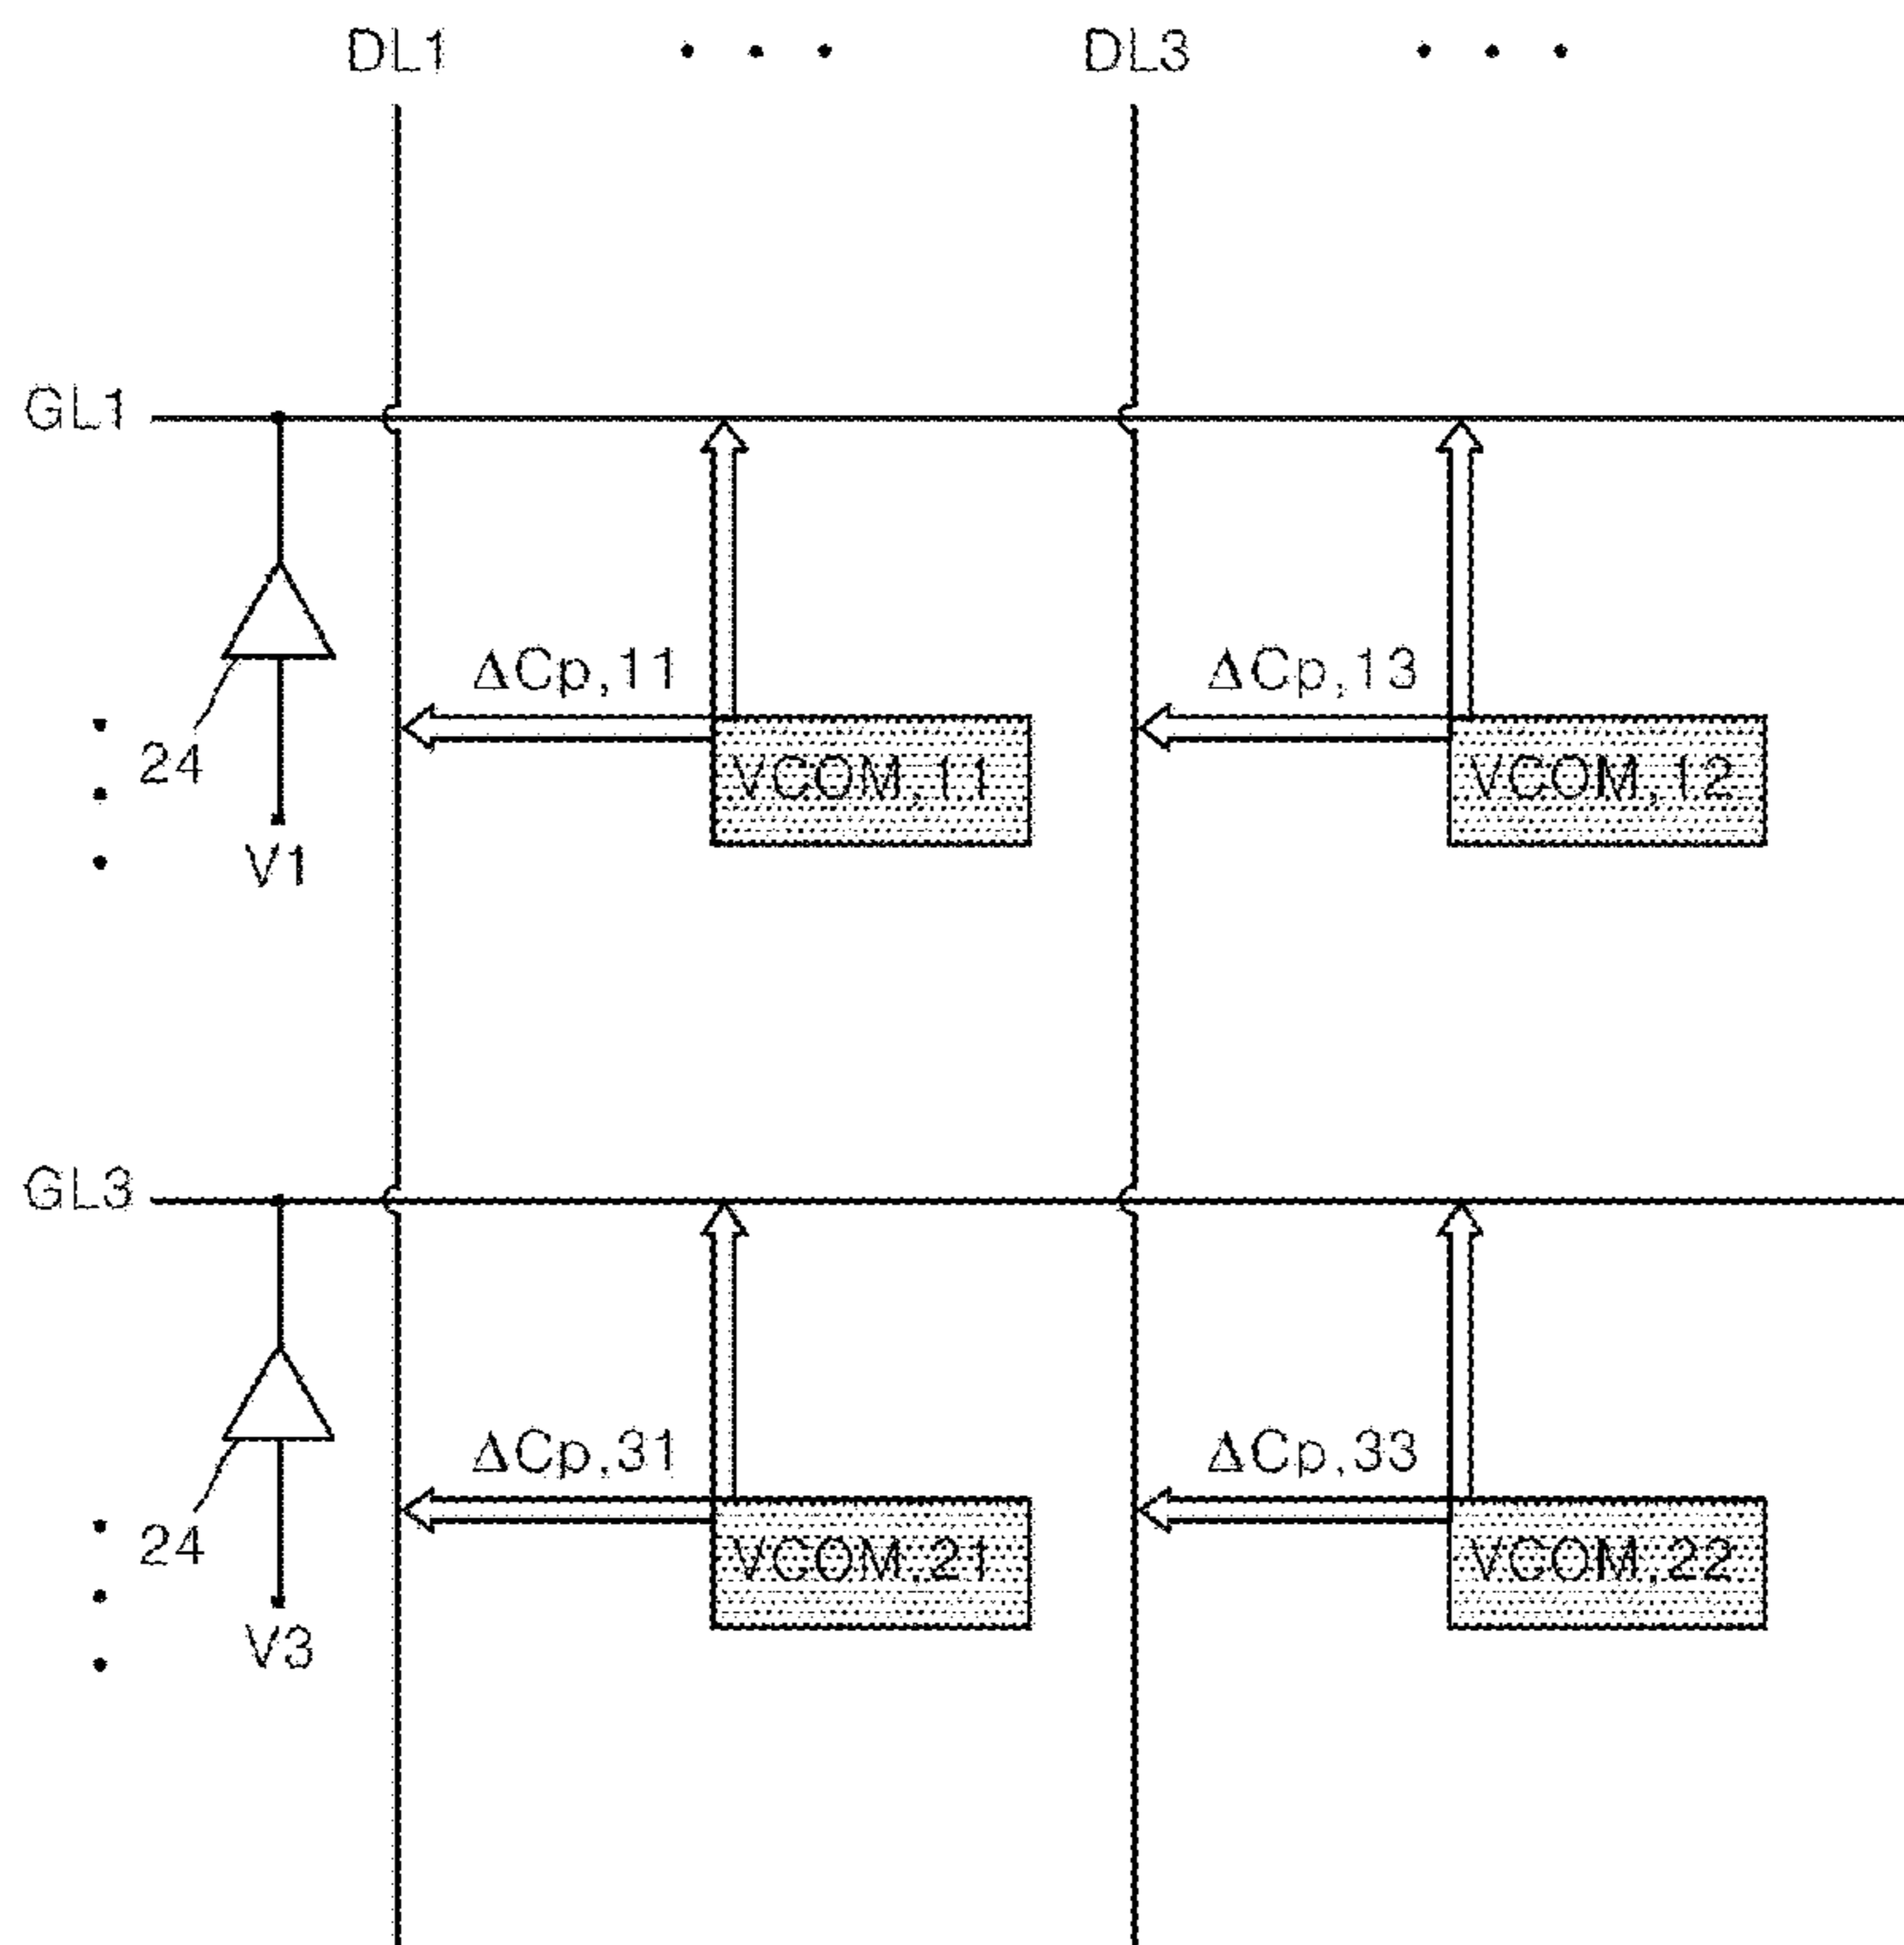 DL1 • • • DL3 • • •
GL1
ΔCp,11 ΔCp,13
24 VCOM,11 VCOM,12
V1
GL3
ΔCp,31 ΔCp,33
24 VCOM,21 VCOM,22
V3